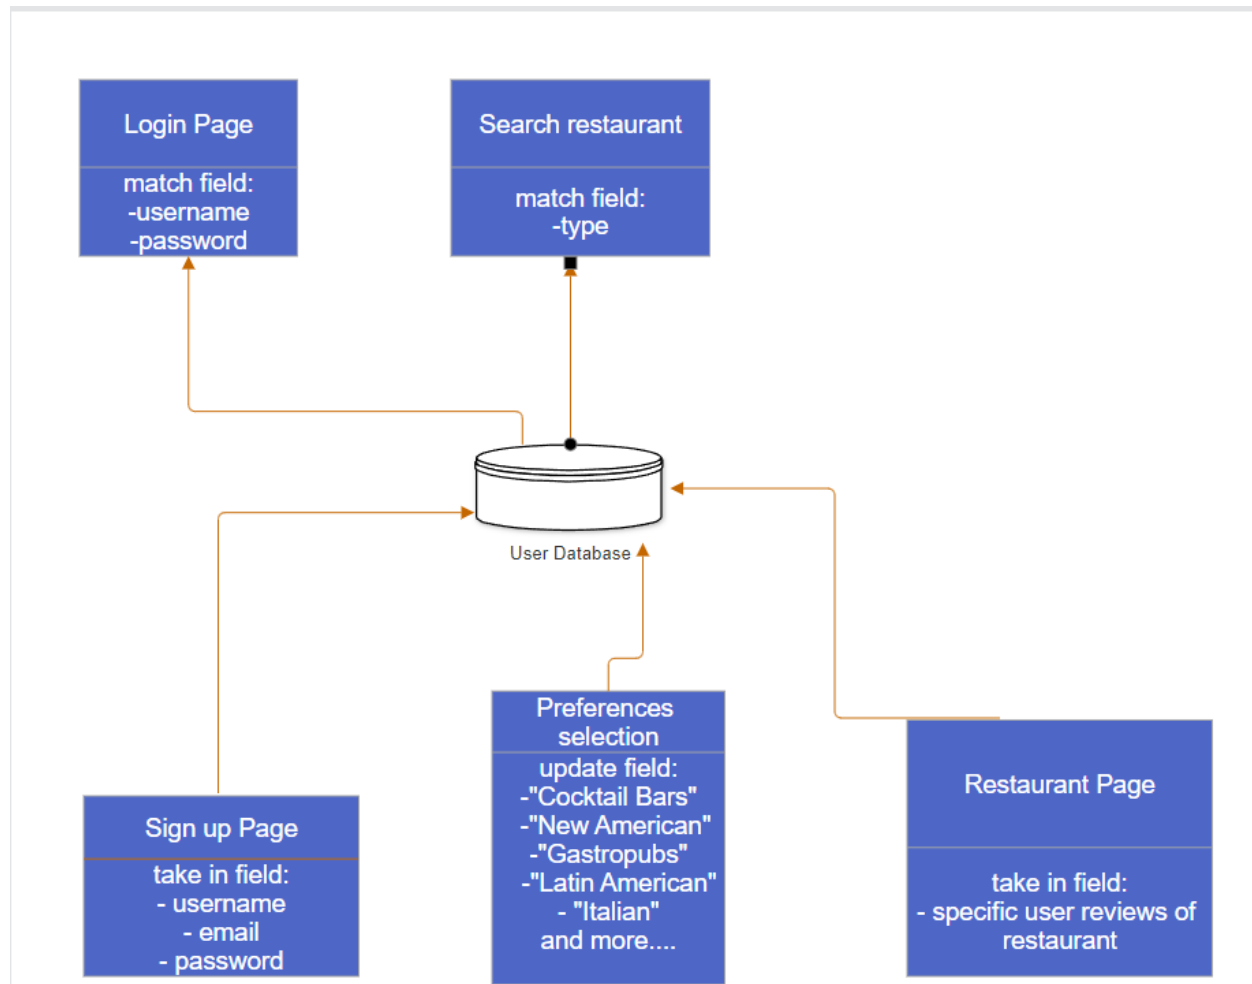 Login Page
match field:
-username
-password
Search restaurant
match field:
-type
User Database
Sign up Page
take in field:
- username
- email
- password
Preferences
selection
update field:
-"Cocktail Bars"
-"New American"
-"Gastropubs"
-"Latin American"
- "Italian"
and more....
Restaurant Page
take in field:
- specific user reviews of
restaurant